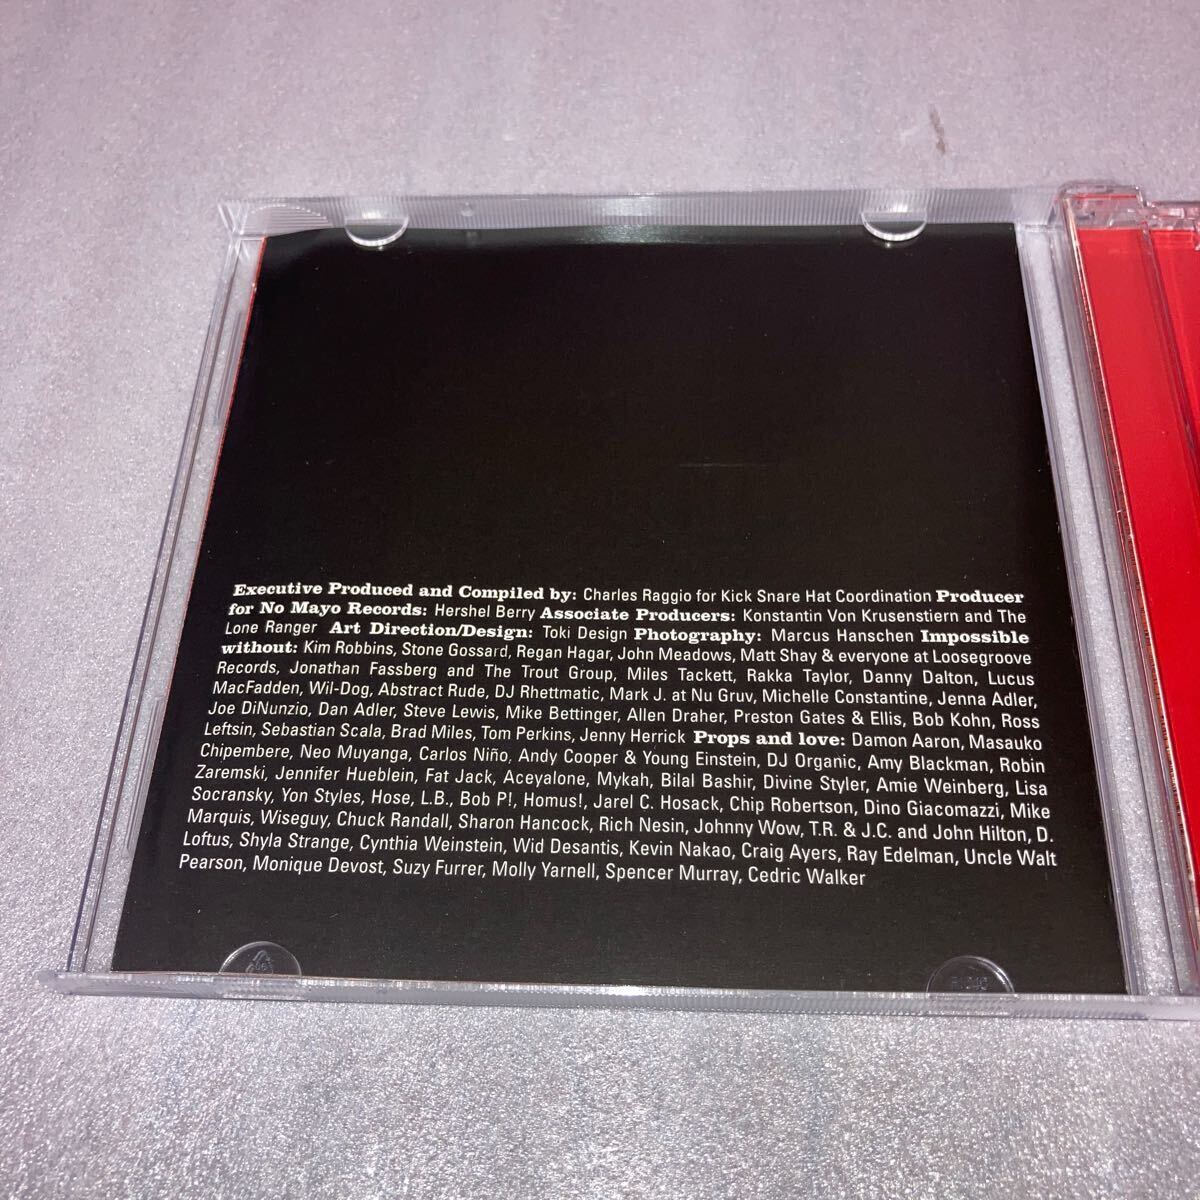 Executive Produced and Compiled by: Charles Raggio for Kick Snare Hat Coordination Producer
for No Mayo Records: Hershel Berry Associate Producers: Konstantin Von Krusenstiern and The
Lone Ranger Art Direction/Design: Toki Design Photography: Marcus Hanschen Impossible
without: Kim Robbins, Stone Gossard, Regan Hagar, John Meadows, Matt Shay & everyone at Loosegroove
Records, Jonathan Fassberg and The Trout Group, Miles Tackett, Rakka Taylor, Danny Dalton, Lucus
MacFadden, Wil-Dog, Abstract Rude, DJ Rhettmatic, Mark J. at Nu Gruv, Michelle Constantine, Jenna Adler,
Joe DiNunzio, Dan Adler, Steve Lewis, Mike Bettinger, Allen Draher, Preston Gates & Ellis, Bob Kohn, Ross
Leftsin, Sebastian Scala, Brad Miles, Tom Perkins, Jenny Herrick Props and love: Damon Aaron, Masauko
Chipembere, Neo Muyanga, Carlos Niño, Andy Cooper & Young Einstein, DJ Organic, Amy Blackman, Robin
Zaremski, Jennifer Hueblein, Fat Jack, Aceyalone, Mykah, Bilal Bashir, Divine Styler, Amie Weinberg, Lisa
Socransky, Yon Styles, Hose, L.B., Bob P!, Homus!, Jarel C. Hosack, Chip Robertson, Dino Giacomazzi, Mike
Marquis, Wiseguy, Chuck Randall, Sharon Hancock, Rich Nesin, Johnny Wow, T.R. & J.C. and John Hilton, D.
Loftus, Shyla Strange, Cynthia Weinstein, Wid Desantis, Kevin Nakao, Craig Ayers, Ray Edelman, Uncle Walt
Pearson, Monique Devost, Suzy Furrer, Molly Yarnell, Spencer Murray, Cedric Walker